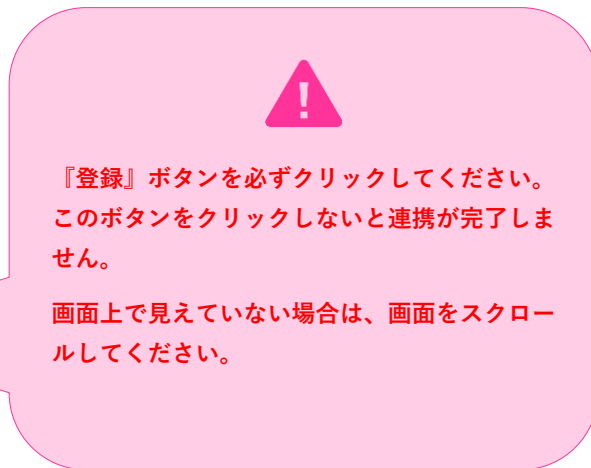 『登録』ボタンを必ずクリックしてください。
このボタンをクリックしないと連携が完了しま
せん。
画面上で見えていない場合は、画面をスクロー
ルしてください。